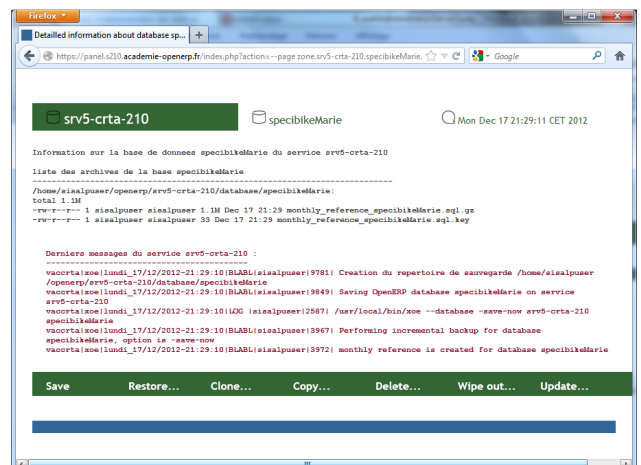 Firefox
Detailled information about database sp...
https://panel.s210.academie-openerp.fr/index.php?action=--page zone.srv5-crta-210.specibikeMarie.
Google
srv5-crta-210
specibikeMarie
Mon Dec 17 21:29:11 CET 2012
Information sur la base de donnees specibikeMarie du service srv5-crta-210
liste des archives de la base specibikeMarie
--------------------------------------------------------------------------
/home/sisalpuser/openerp/srv5-crta-210/database/specibikeMarie:
total 1.1M
-rw-r--r-- 1 sisalpuser sisalpuser 1.1M Dec 17 21:29 monthly_reference_specibikeMarie.sql.gz
-rw-r--r-- 1 sisalpuser sisalpuser 33 Dec 17 21:29 monthly_reference_specibikeMarie.sql.key
Derniers messages du service srv5-crta-210 :
------------------------------------------
vaccrta|xoe|lundi_17/12/2012-21:29:10|BLABL|sisalpuser|9781| Creation du repertoire de sauvegarde /home/sisalpuser
/openerp/srv5-crta-210/database/specibikeMarie
vaccrta|xoe|lundi_17/12/2012-21:29:10|BLABL|sisalpuser|9849| Saving OpenERP database specibikeMarie on service
srv5-crta-210
vaccrta|xoe|lundi_17/12/2012-21:29:10|LOG |sisalpuser|2587| /usr/local/bin/xoe --database -save-now srv5-crta-210
specibikeMarie
vaccrta|xoe|lundi_17/12/2012-21:29:10|BLABL|sisalpuser|3967| Performing incremental backup for database
specibikeMarie, option is -save-now
vaccrta|xoe|lundi_17/12/2012-21:29:10|BLABL|sisalpuser|3972| monthly reference is created for database specibikeMarie
Save Restore... Clone... Copy... Delete... Wipe out... Update...